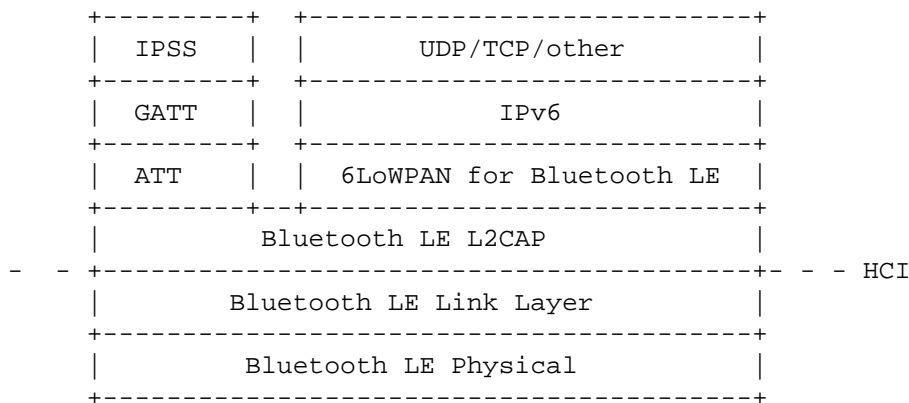 IPSS UDP/TCP/other
GATT IPv6
ATT 6LoWPAN for Bluetooth LE
Bluetooth LE L2CAP
HCI
Bluetooth LE Link Layer
Bluetooth LE Physical